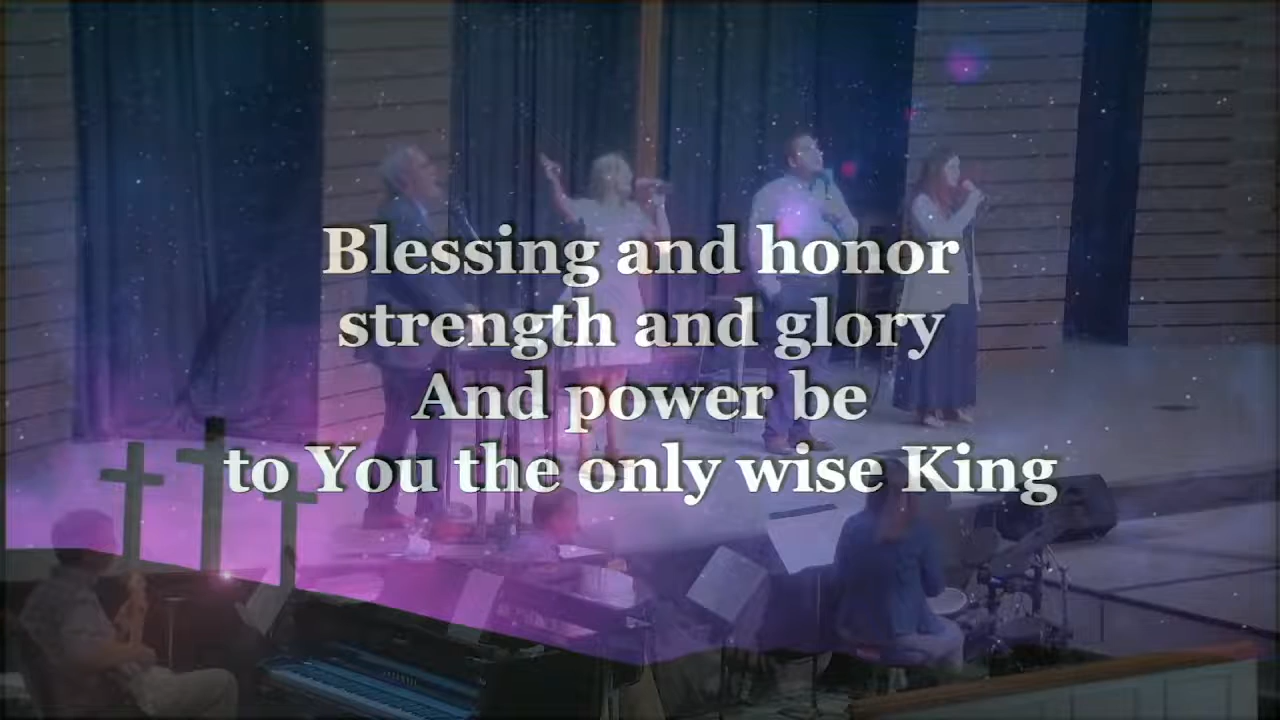 Blessing and honor
strength and glory
And power be
to You the only wise King